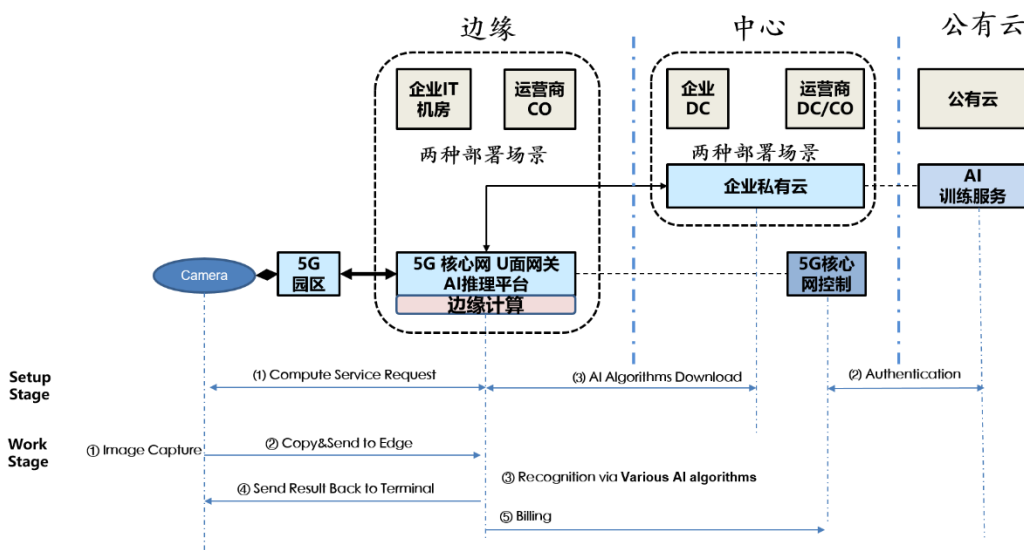 边缘
中心
公有云
企业IT
机房
运营商
CO
企业
DC
运营商
DC/CO
公有云
两种部署场景
两种部署场景
企业私有云
AI
训练服务
Camera
5G
园区
5G 核心网 U面网关
AI推理平台
边缘计算
5G核心
网控制
Setup
Stage
(1) Compute Service Request
(3) AI Algorithms Download
(2) Authentication
Work
Stage
① Image Capture
② Copy&Send to Edge
③ Recognition via Various AI algorithms
④ Send Result Back to Terminal
⑤ Billing